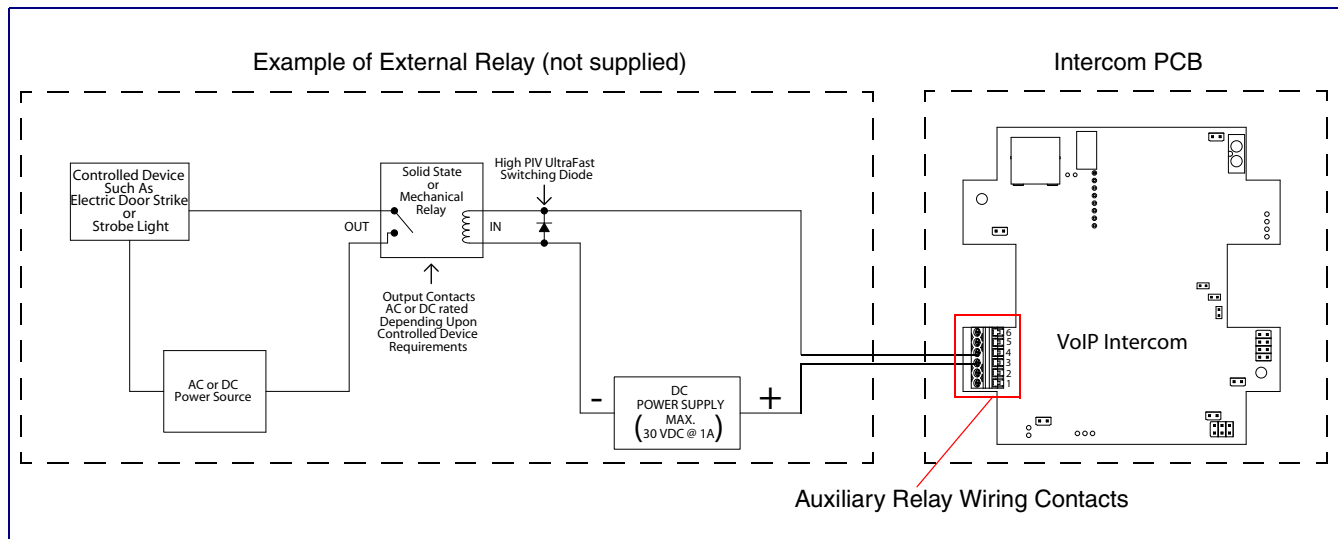 Example of External Relay (not supplied)
Intercom PCB
Controlled Device
Such As
Electric Door Strike
or
Strobe Light
Solid State
or
Mechanical
Relay
OUT
IN
High PIV UltraFast
Switching Diode
Output Contacts
AC or DC rated
Depending Upon
Controlled Device
Requirements
AC or DC
Power Source
-
DC
POWER SUPPLY
MAX.
(30 VDC @ 1A)
+
6
5
4
3
2
1
VoIP Intercom
Auxiliary Relay Wiring Contacts